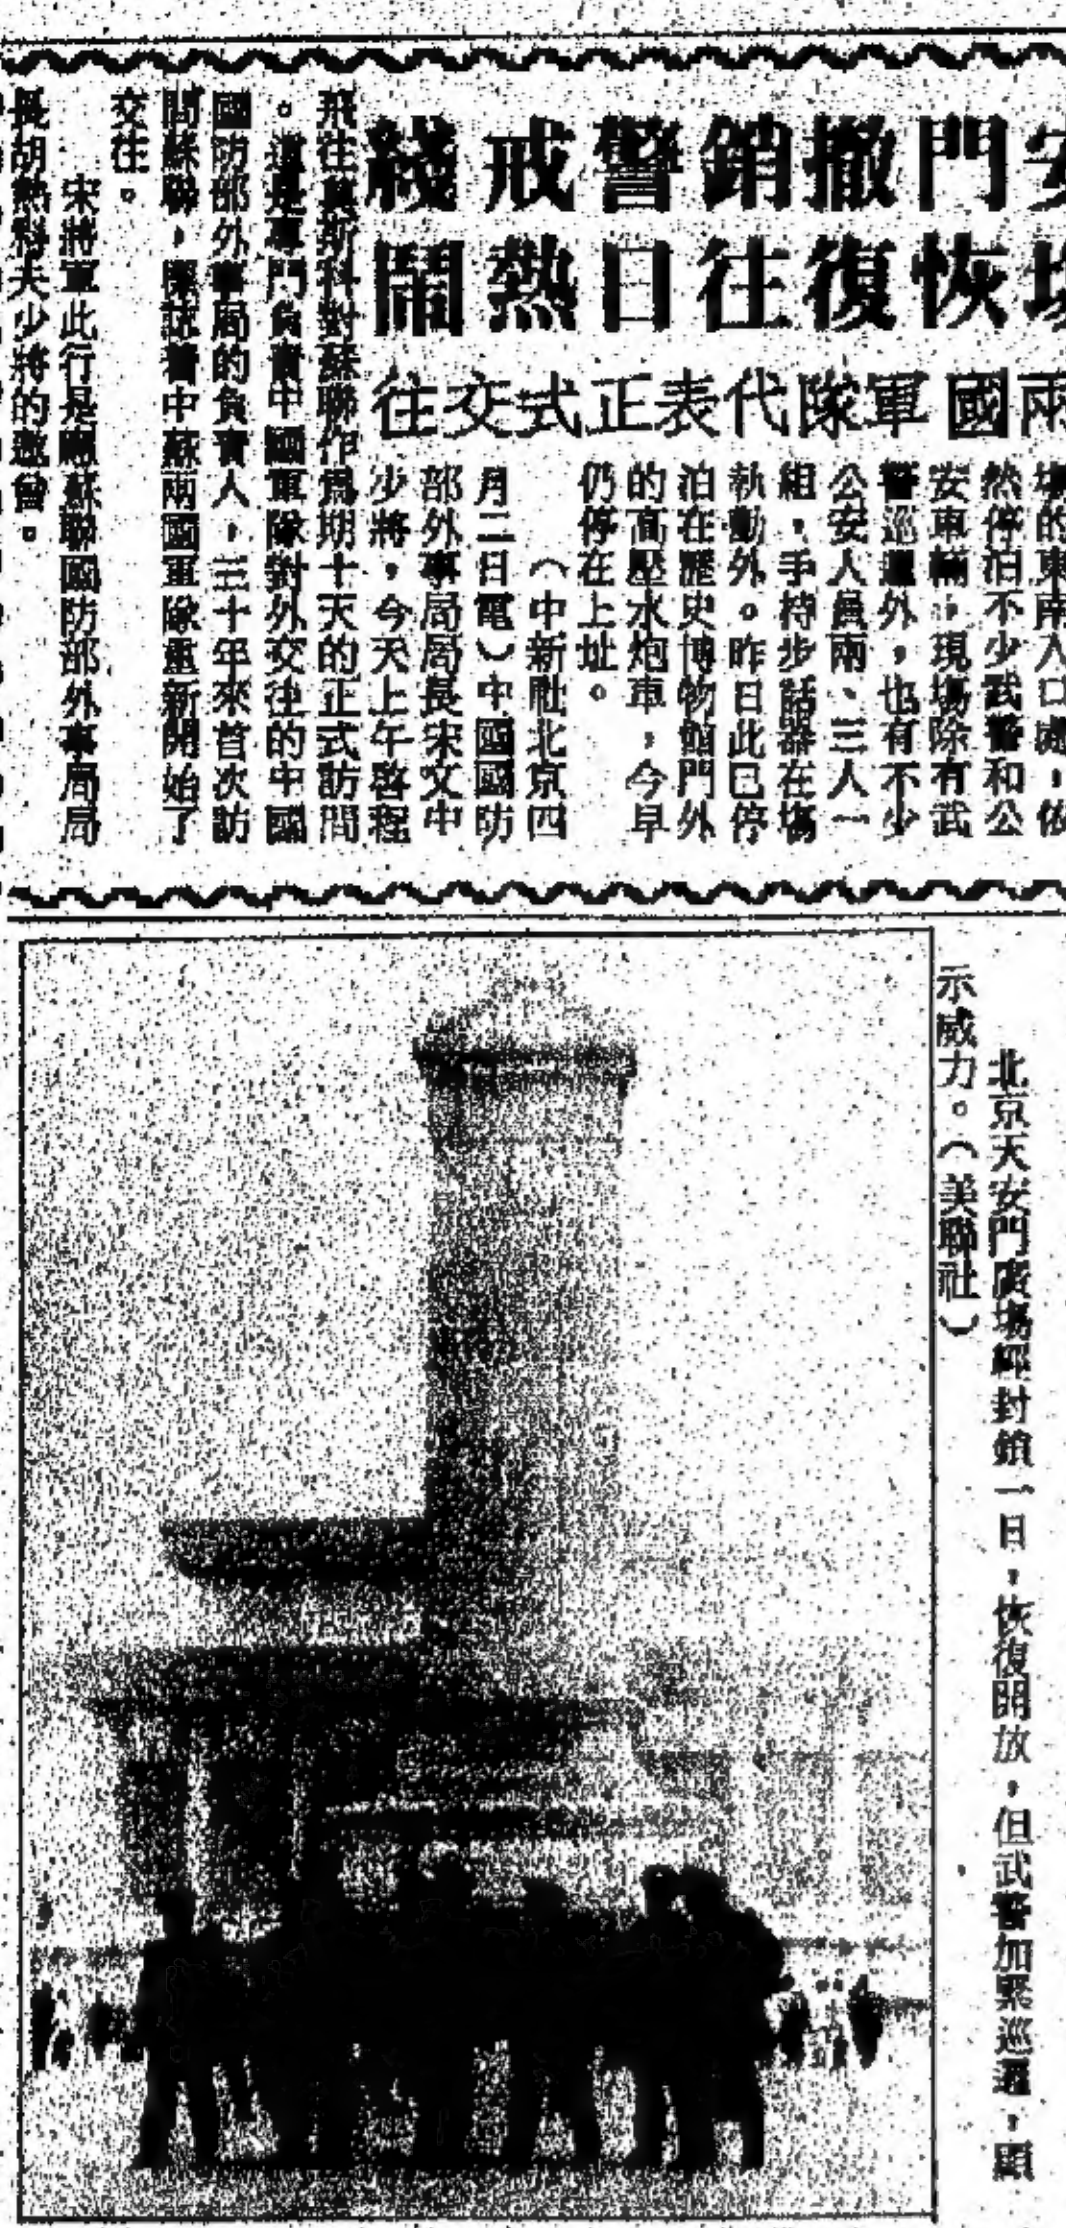 安門撤銷警戒綫
恢復往日熱鬧
兩國軍隊代表正式交往
場的東南入口處，依
然停泊不少武警和公
安車輛，現場除有武
警巡邏外，也有不少
公安人員兩、三人一
組，手持步話器在場
執勤外。昨日此已停
泊在歷史博物館門外
的高壓水炮車，今早
仍停在上址。
（中新社北京四
月二日電）中國國防
部外事局局長宋文中
少將，今天上午啓程
飛往莫斯科對蘇聯作爲期十天的正式訪問
。這是專門負責中國軍隊對外交往的中國
國防部外事局的負責人，三十年來首次訪
問蘇聯，標誌着中蘇兩國軍隊重新開始了
交往。
宋將軍此行是應蘇聯國防部外事局局
長胡熱科夫少將的邀
北京天安門廣場經封鎖一日，恢復開放，但武警加緊巡邏，顯
示威力。（美聯社）